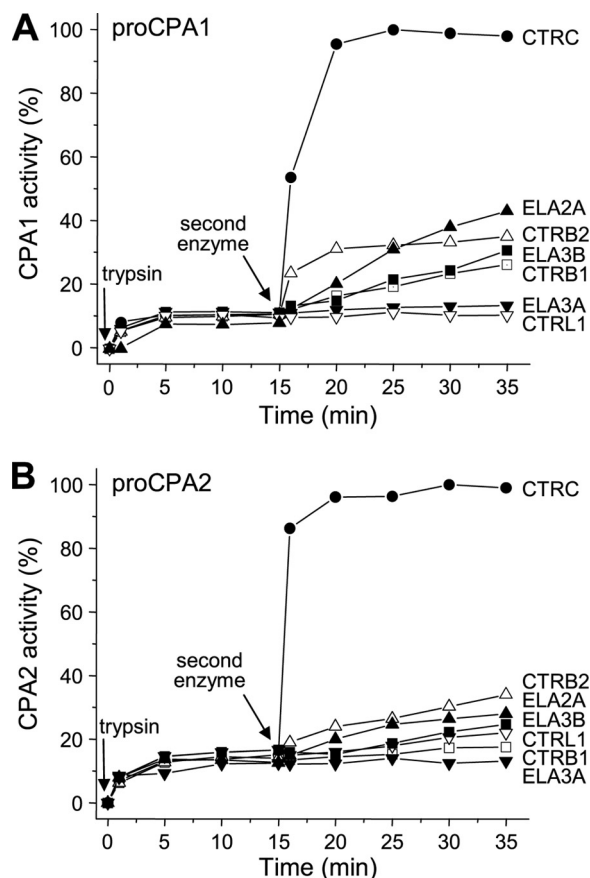 A
proCPA1
CPA1 activity (%)
100
80
60
40
20
0
trypsin
second
enzyme
CTRC
ELA2A
CTRB2
ELA3B
CTRB1
ELA3A
CTRL1
0 5 10 15 20 25 30 35
Time (min)
B
proCPA2
CPA2 activity (%)
100
80
60
40
20
0
trypsin
second
enzyme
CTRC
CTRB2
ELA2A
ELA3B
CTRL1
CTRB1
ELA3A
0 5 10 15 20 25 30 35
Time (min)